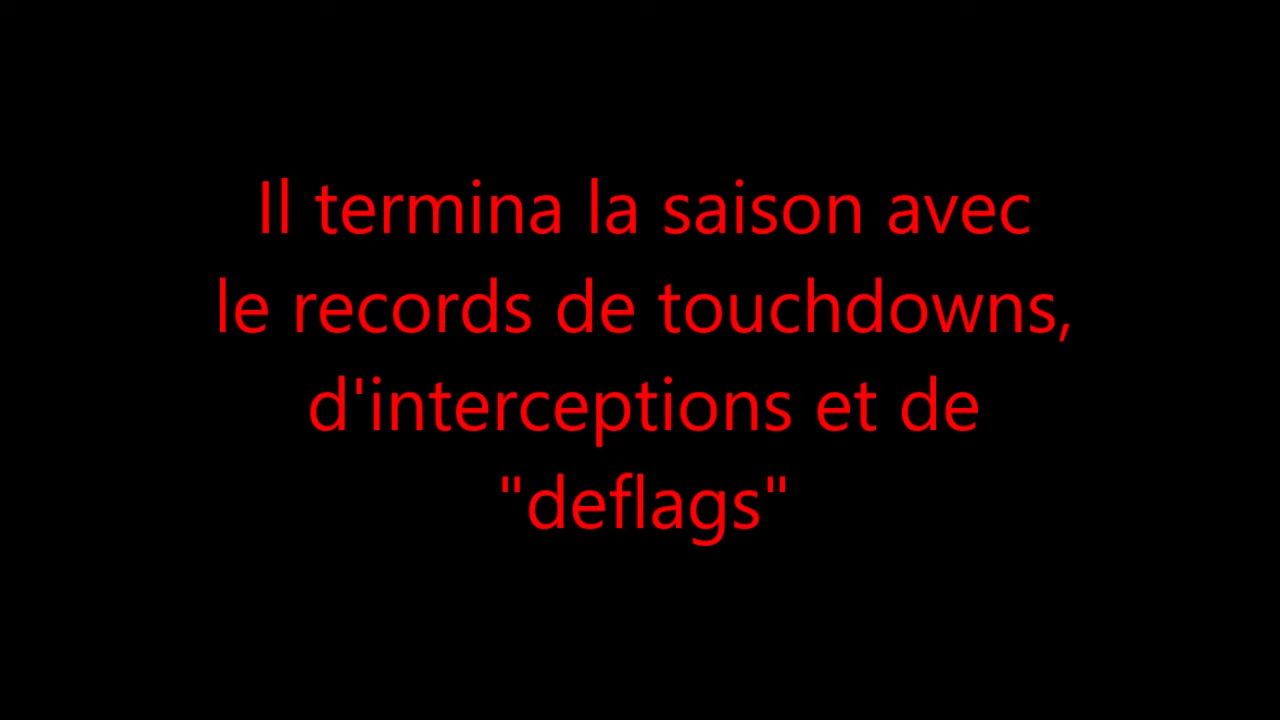 Il termina la saison avec
le records de touchdowns,
d'interceptions et de
"deflags"